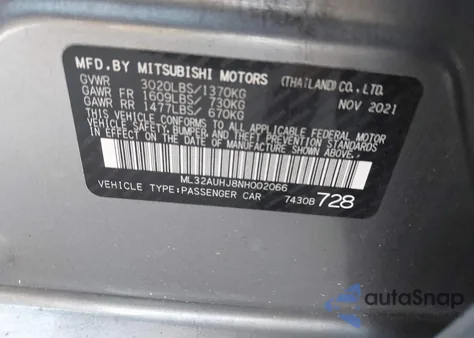 MFD. BY MITSUBISHI MOTORS (THAILAND) CO., LTD.
GVWR 3020LBS/1370KG NOV 2021
GAWR FR 1609LBS/ 730KG
GAWR RR 1477LBS/ 670KG
THIS VEHICLE CONFORMS TO ALL APPLICABLE FEDERAL MOTOR
VEHICLE SAFETY, BUMPER, AND THEFT PREVENTION STANDARDS
IN EFFECT ON THE DATE OF MANUFACTURE SHOWN ABOVE.
ML32AUHJ8NH002066
VEHICLE TYPE:PASSENGER CAR 7430B 728
autaSnap